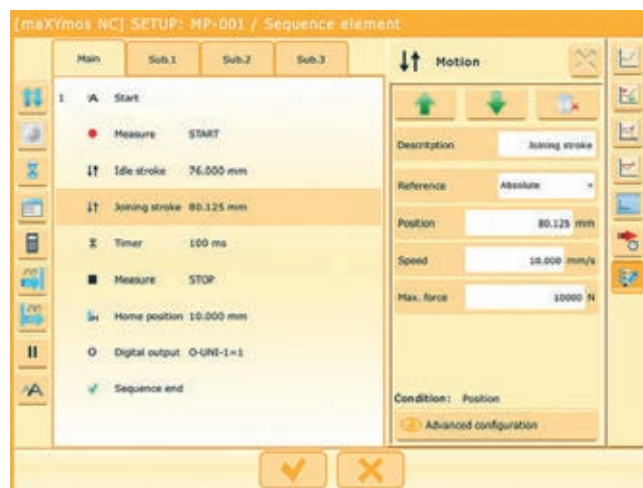 [maXYmos NC] SETUP: MP-001 / Sequence element
Main Sub.1 Sub.2 Sub.3
1 Start
Measure START
Idle stroke 76.000 mm
Joining stroke 80.125 mm
Timer 100 ms
Measure STOP
Home position 10.000 mm
Digital output O-UNI-1=1
Sequence end
Motion
Descritption Joining stroke
Reference Absolute
Position 80.125 mm
Speed 10.000 mm/s
Max. force 10000 N
Condition: Position
Advanced configuration